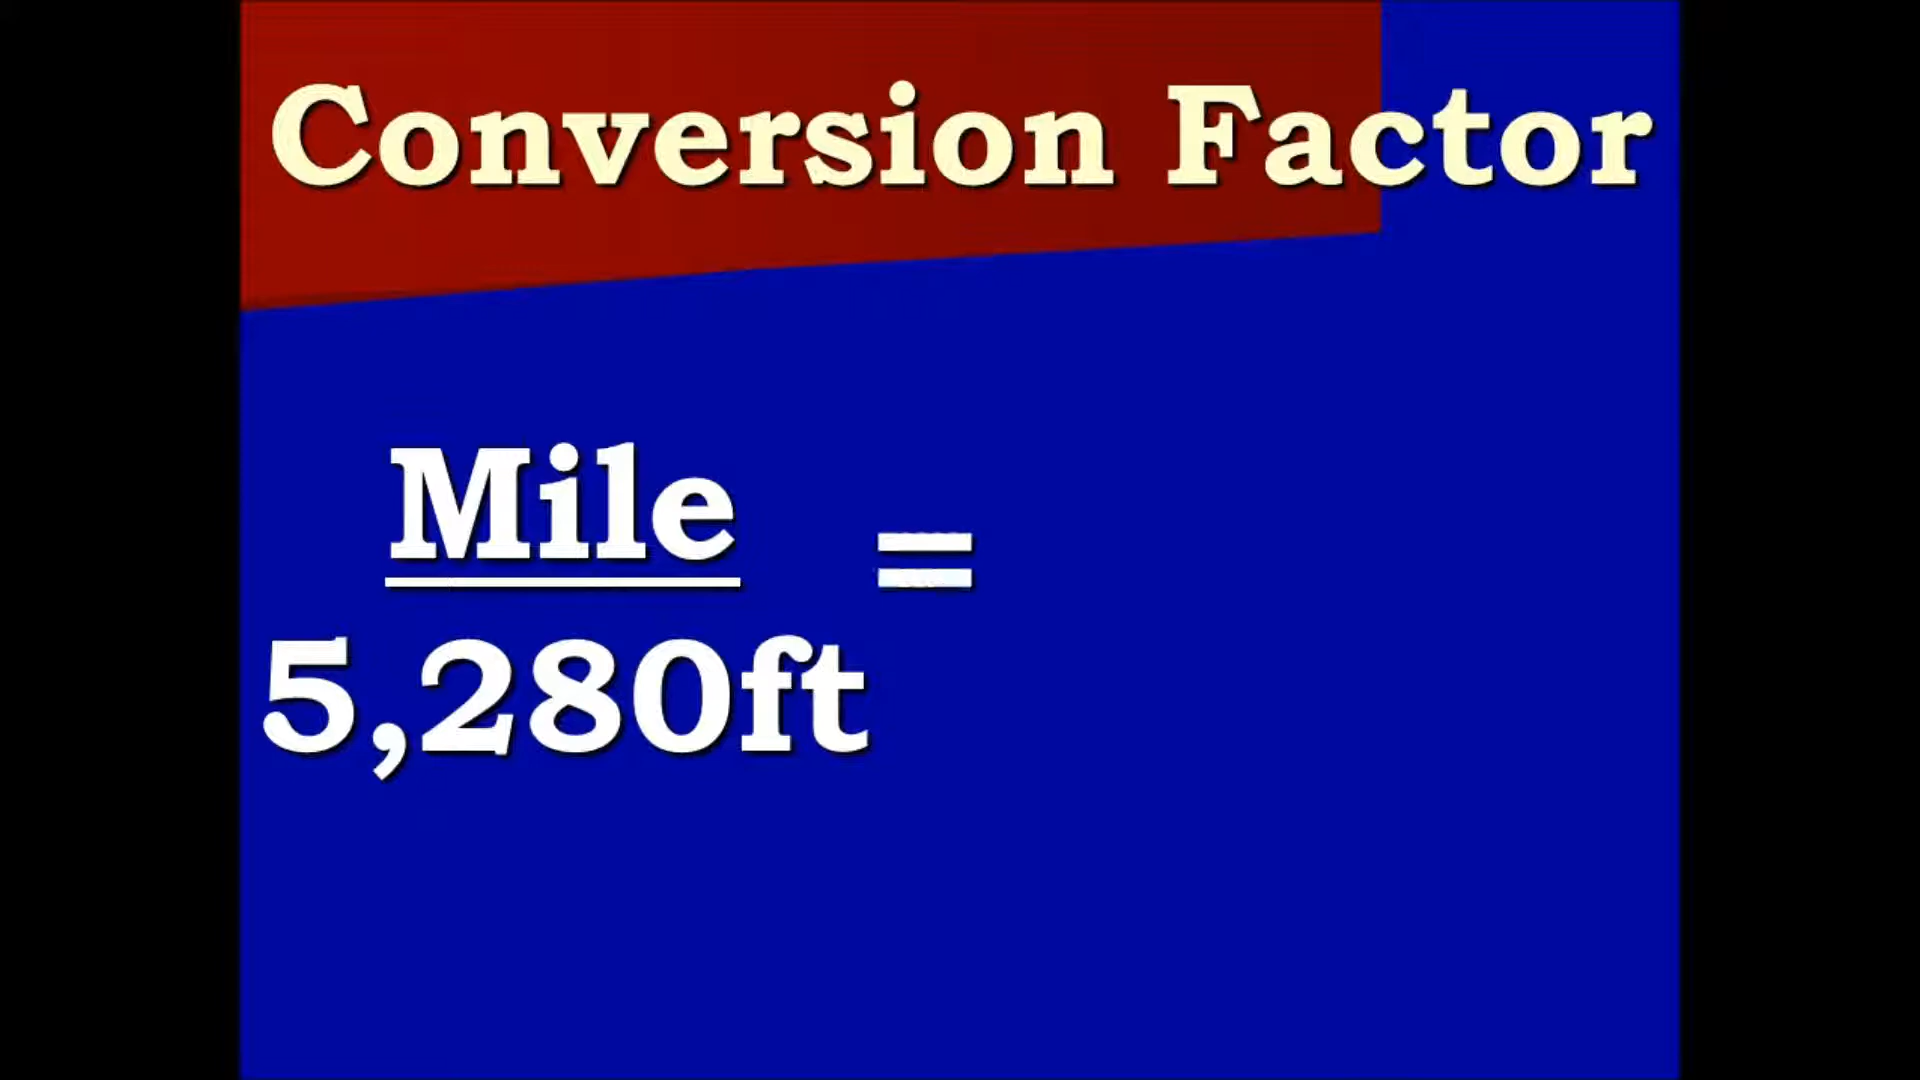 Conversion Factor
Mile
=
5,280ft